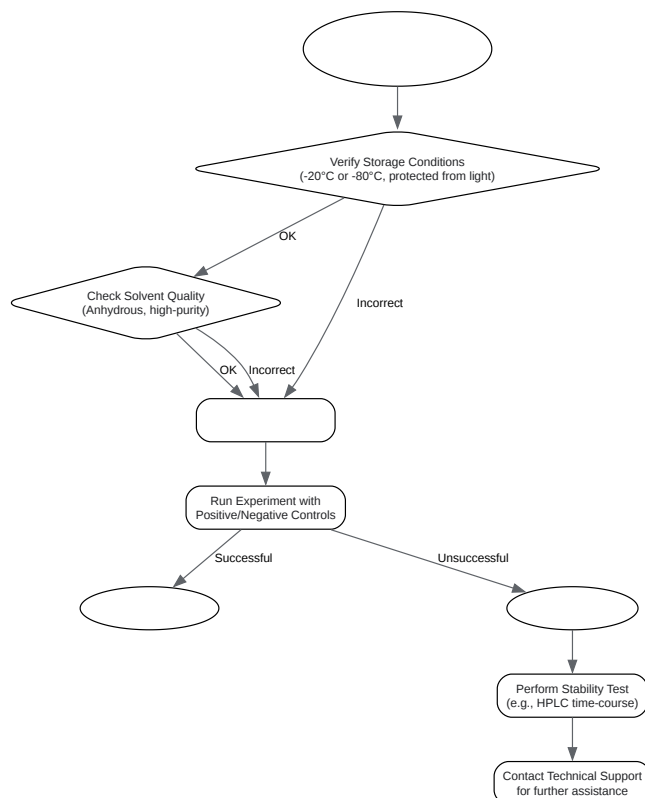 Verify Storage Conditions
(-20°C or -80°C, protected from light)
OK
Check Solvent Quality
(Anhydrous, high-purity)
Incorrect
OK
Incorrect
Run Experiment with
Positive/Negative Controls
Successful
Unsuccessful
Perform Stability Test
(e.g., HPLC time-course)
Contact Technical Support
for further assistance